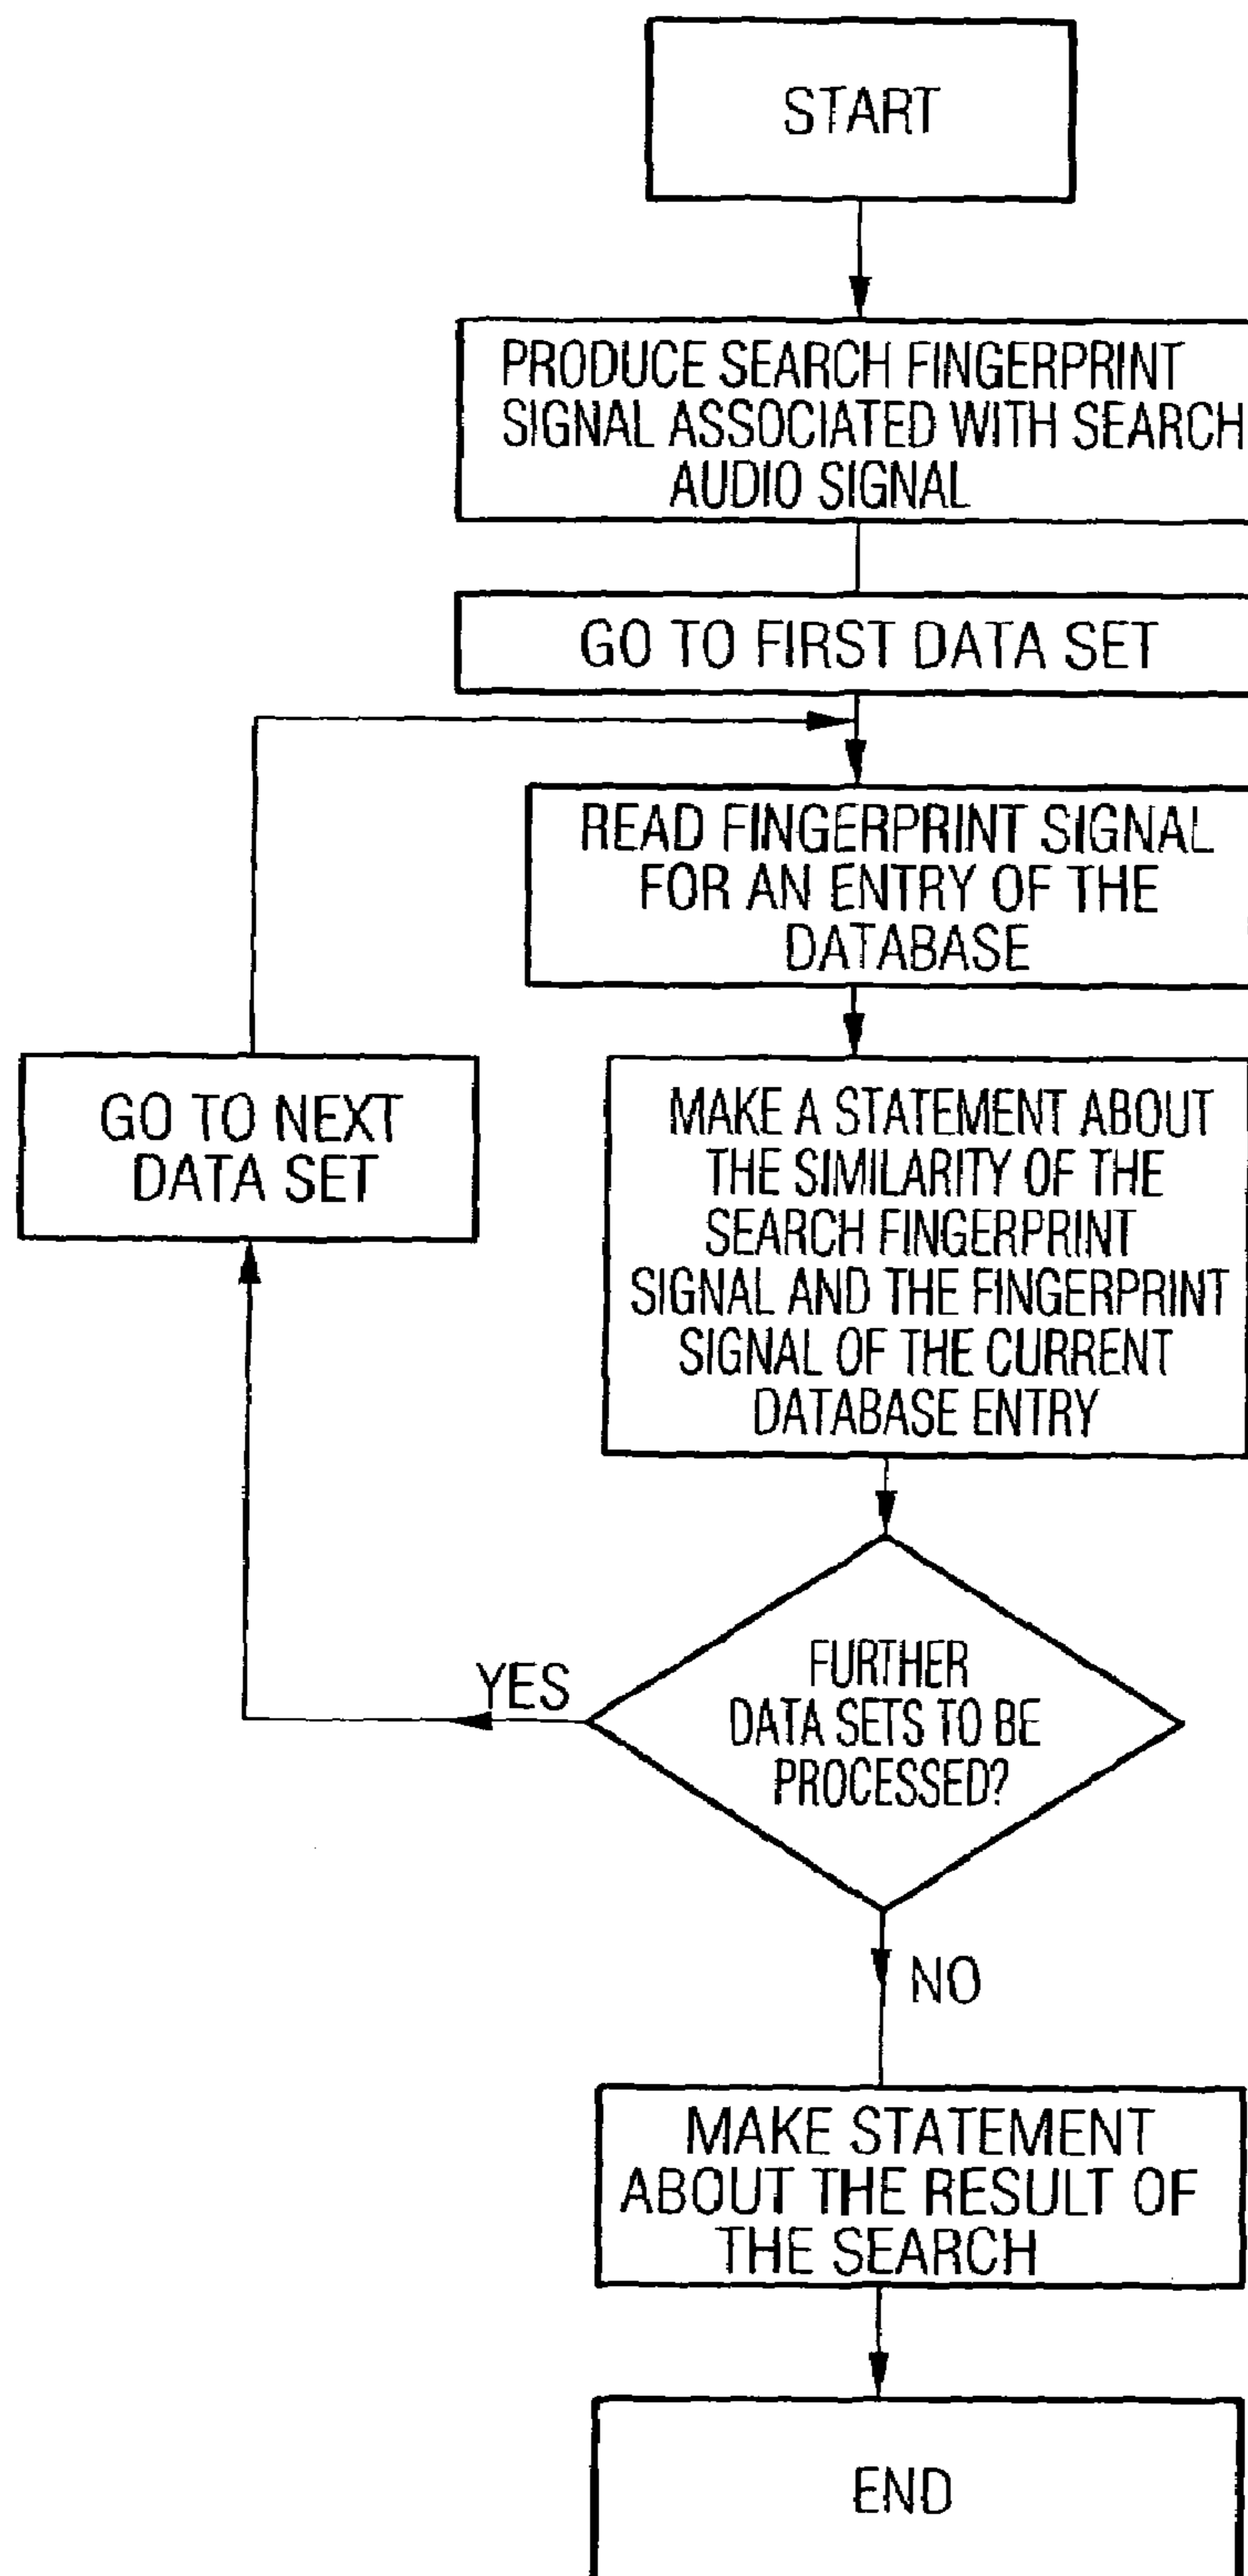 START
PRODUCE SEARCH FINGERPRINT
SIGNAL ASSOCIATED WITH SEARCH
AUDIO SIGNAL
GO TO FIRST DATA SET
READ FINGERPRINT SIGNAL
FOR AN ENTRY OF THE
DATABASE
GO TO NEXT
DATA SET
MAKE A STATEMENT ABOUT
THE SIMILARITY OF THE
SEARCH FINGERPRINT
SIGNAL AND THE FINGERPRINT
SIGNAL OF THE CURRENT
DATABASE ENTRY
YES
FURTHER
DATA SETS TO BE
PROCESSED?
NO
MAKE STATEMENT
ABOUT THE RESULT OF
THE SEARCH
END